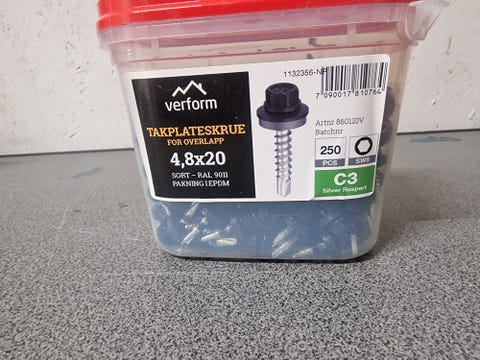 verform
TAKPLATESKRUE
FOR OVERLAPP
4,8x20
SORT – RAL 9011
PAKNING I EPDM
1132356-NP
7 090017 810764
Artnr 860110V
Batchnr
250
PCS
SW8
C3
Silver Ruspert